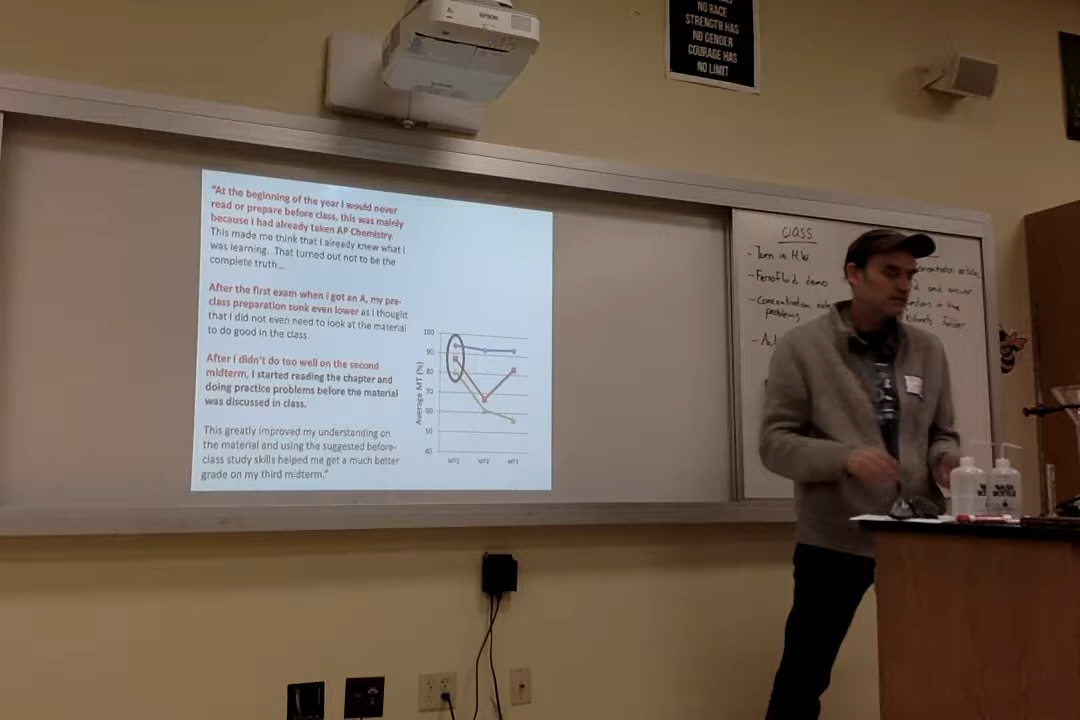 EPSON
NO RACE
STRENGTH HAS
NO GENDER
COURAGE HAS
NO LIMIT
"At the beginning of the year I would never
read or prepare before class, this was mainly
because I had already taken AP Chemistry.
This made me think that I already knew what I
was learning. That turned out not to be the
complete truth...
After the first exam when I got an A, my pre-
class preparation sunk even lower as I thought
that I did not even need to look at the material
to do good in the class.
After I didn't do too well on the second
midterm, I started reading the chapter and
doing practice problems before the material
was discussed in class.
This greatly improved my understanding on
the material and using the suggested before-
class study skills helped me get a much better
grade on my third midterm."
Average MT (%)
100
90
80
70
60
50
40
MT1
MT2
MT3
class
- Turn in H.W.
- Ferrofluid demo
- Concentration
problems
and answer
in the
folder
WASH
BOTTLE